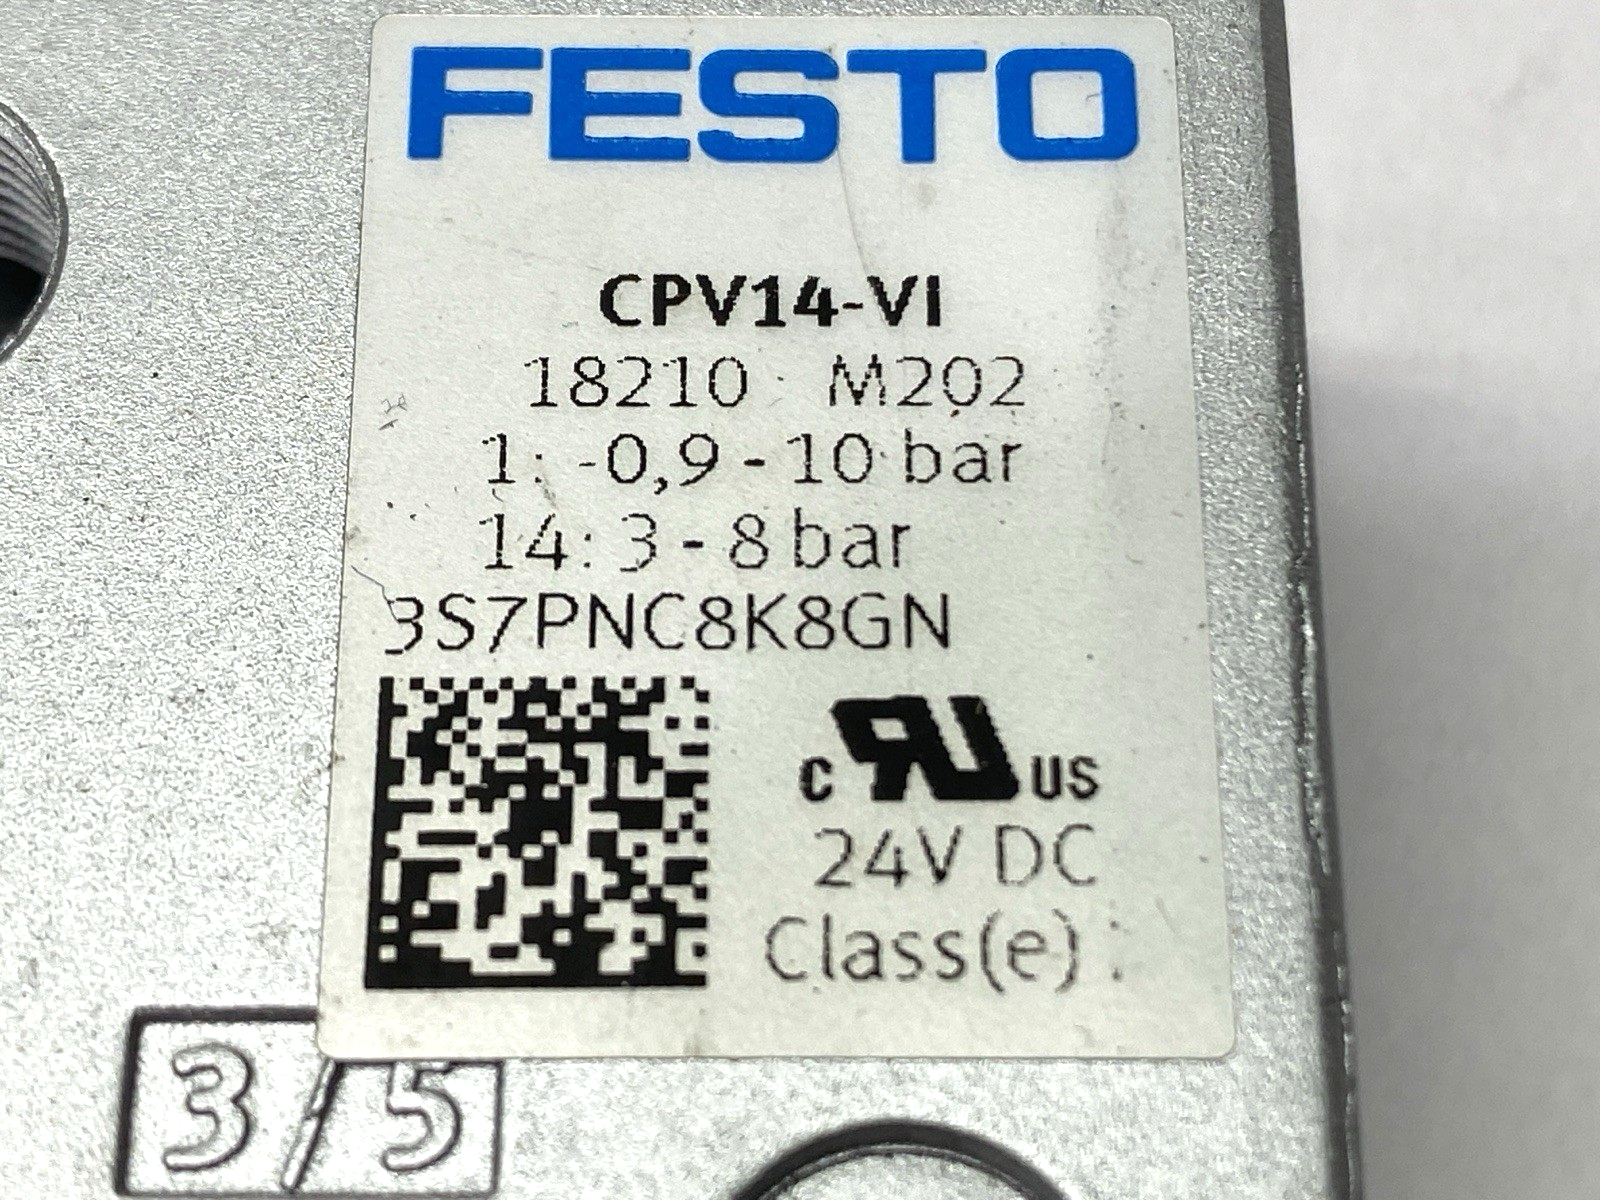 FESTO
CPV14-VI
18210 M202
1: -0,9 - 10 bar
14: 3 - 8 bar
3S7PNC8K8GN
c RU US
24V DC
Class(e) :
3/5